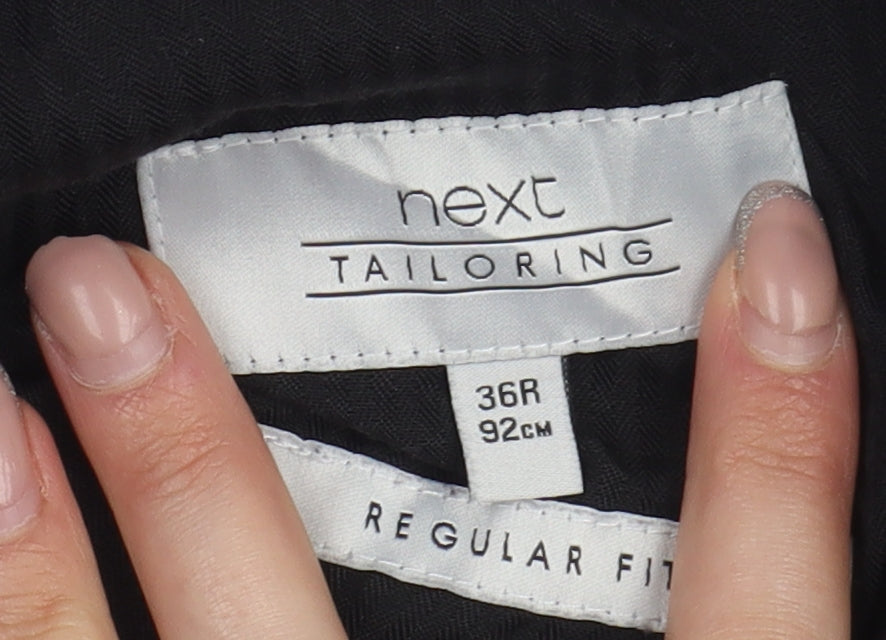 next
TAILORING
36R
92CM
REGULAR FIT